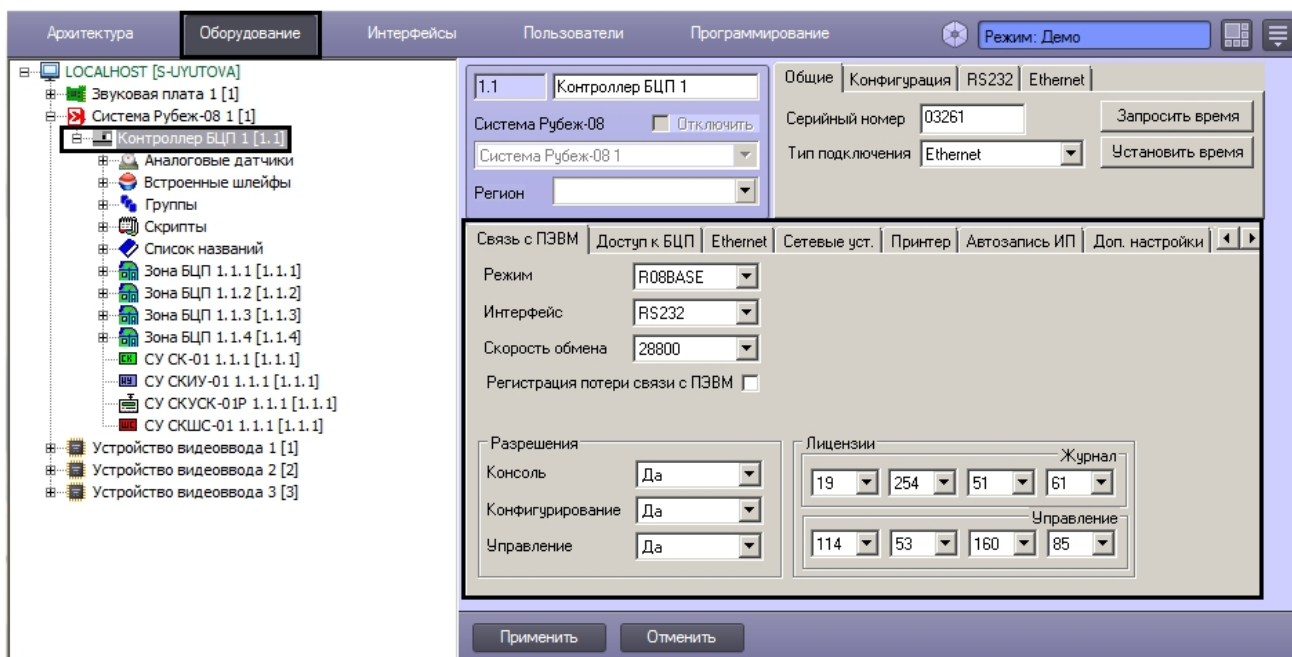 Архитектура Оборудование Интерфейсы Пользователи Программирование Режим: Демо
LOCALHOST [S-UYUTOVA]
Звуковая плата 1 [1]
Система Рубеж-08 1 [1]
Контроллер БЦП 1 [1.1]
Аналоговые датчики
Встроенные шлейфы
Группы
Скрипты
Список названий
Зона БЦП 1.1.1 [1.1.1]
Зона БЦП 1.1.2 [1.1.2]
Зона БЦП 1.1.3 [1.1.3]
Зона БЦП 1.1.4 [1.1.4]
СУ СК-01 1.1.1 [1.1.1]
СУ СКИУ-01 1.1.1 [1.1.1]
СУ СКУСК-01Р 1.1.1 [1.1.1]
СУ СКШС-01 1.1.1 [1.1.1]
Устройство видеоввода 1 [1]
Устройство видеоввода 2 [2]
Устройство видеоввода 3 [3]
1.1 Контроллер БЦП 1
Система Рубеж-08 Отключить
Система Рубеж-08 1
Регион
Общие Конфигурация RS232 Ethernet
Серийный номер 03261 Запросить время
Тип подключения Ethernet Установить время
Связь с ПЭВМ Доступ к БЦП Ethernet Сетевые уст. Принтер Автозапись ИП Доп. настройки
Режим R08BASE
Интерфейс RS232
Скорость обмена 28800
Регистрация потери связи с ПЭВМ
Разрешения
Консоль Да
Конфигурирование Да
Управление Да
Лицензии
Журнал
19 254 51 61
Управление
114 53 160 85
Применить Отменить